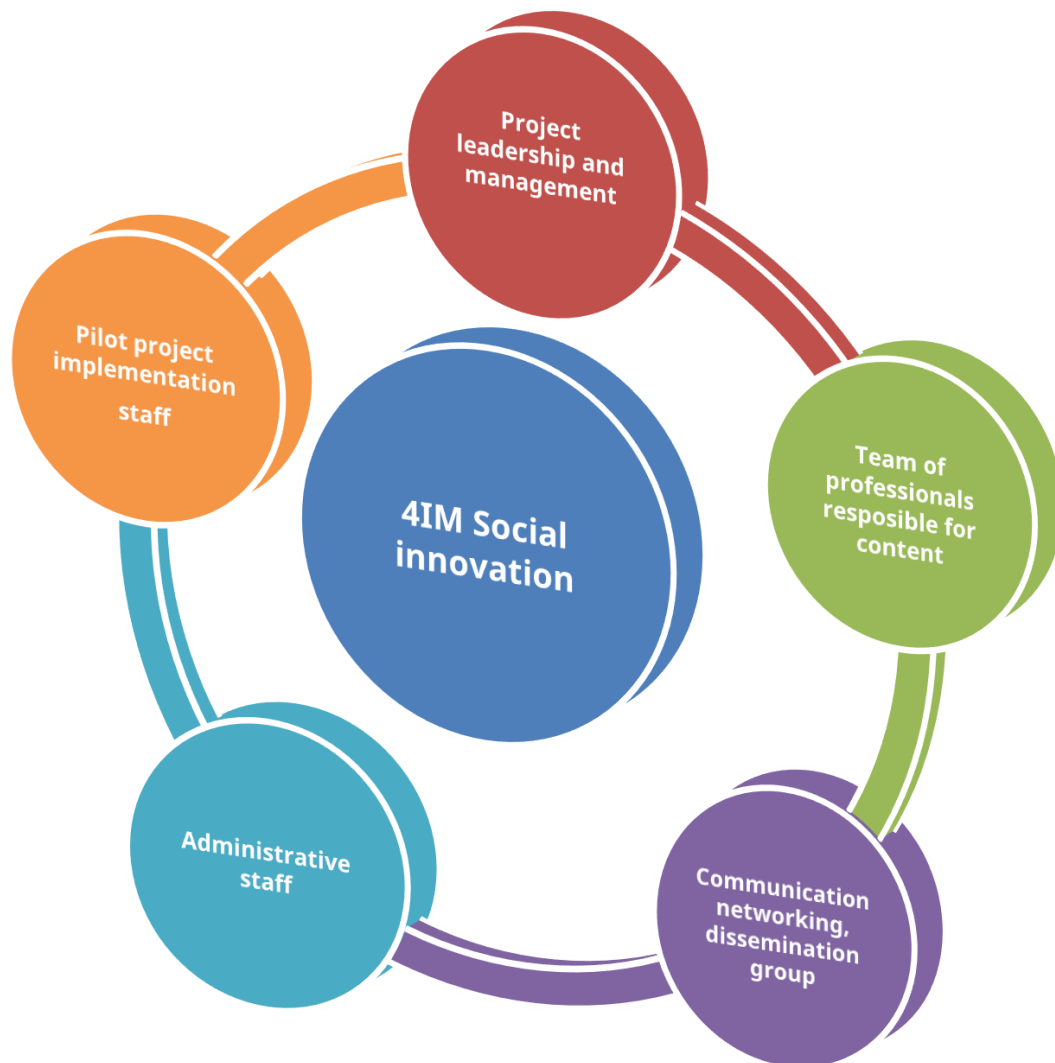 Project
leadership and
management
Pilot project
implementation
staff
Team of
professionals
resposible for
content
4IM Social
innovation
Administrative
staff
Communication
networking,
dissemination
group